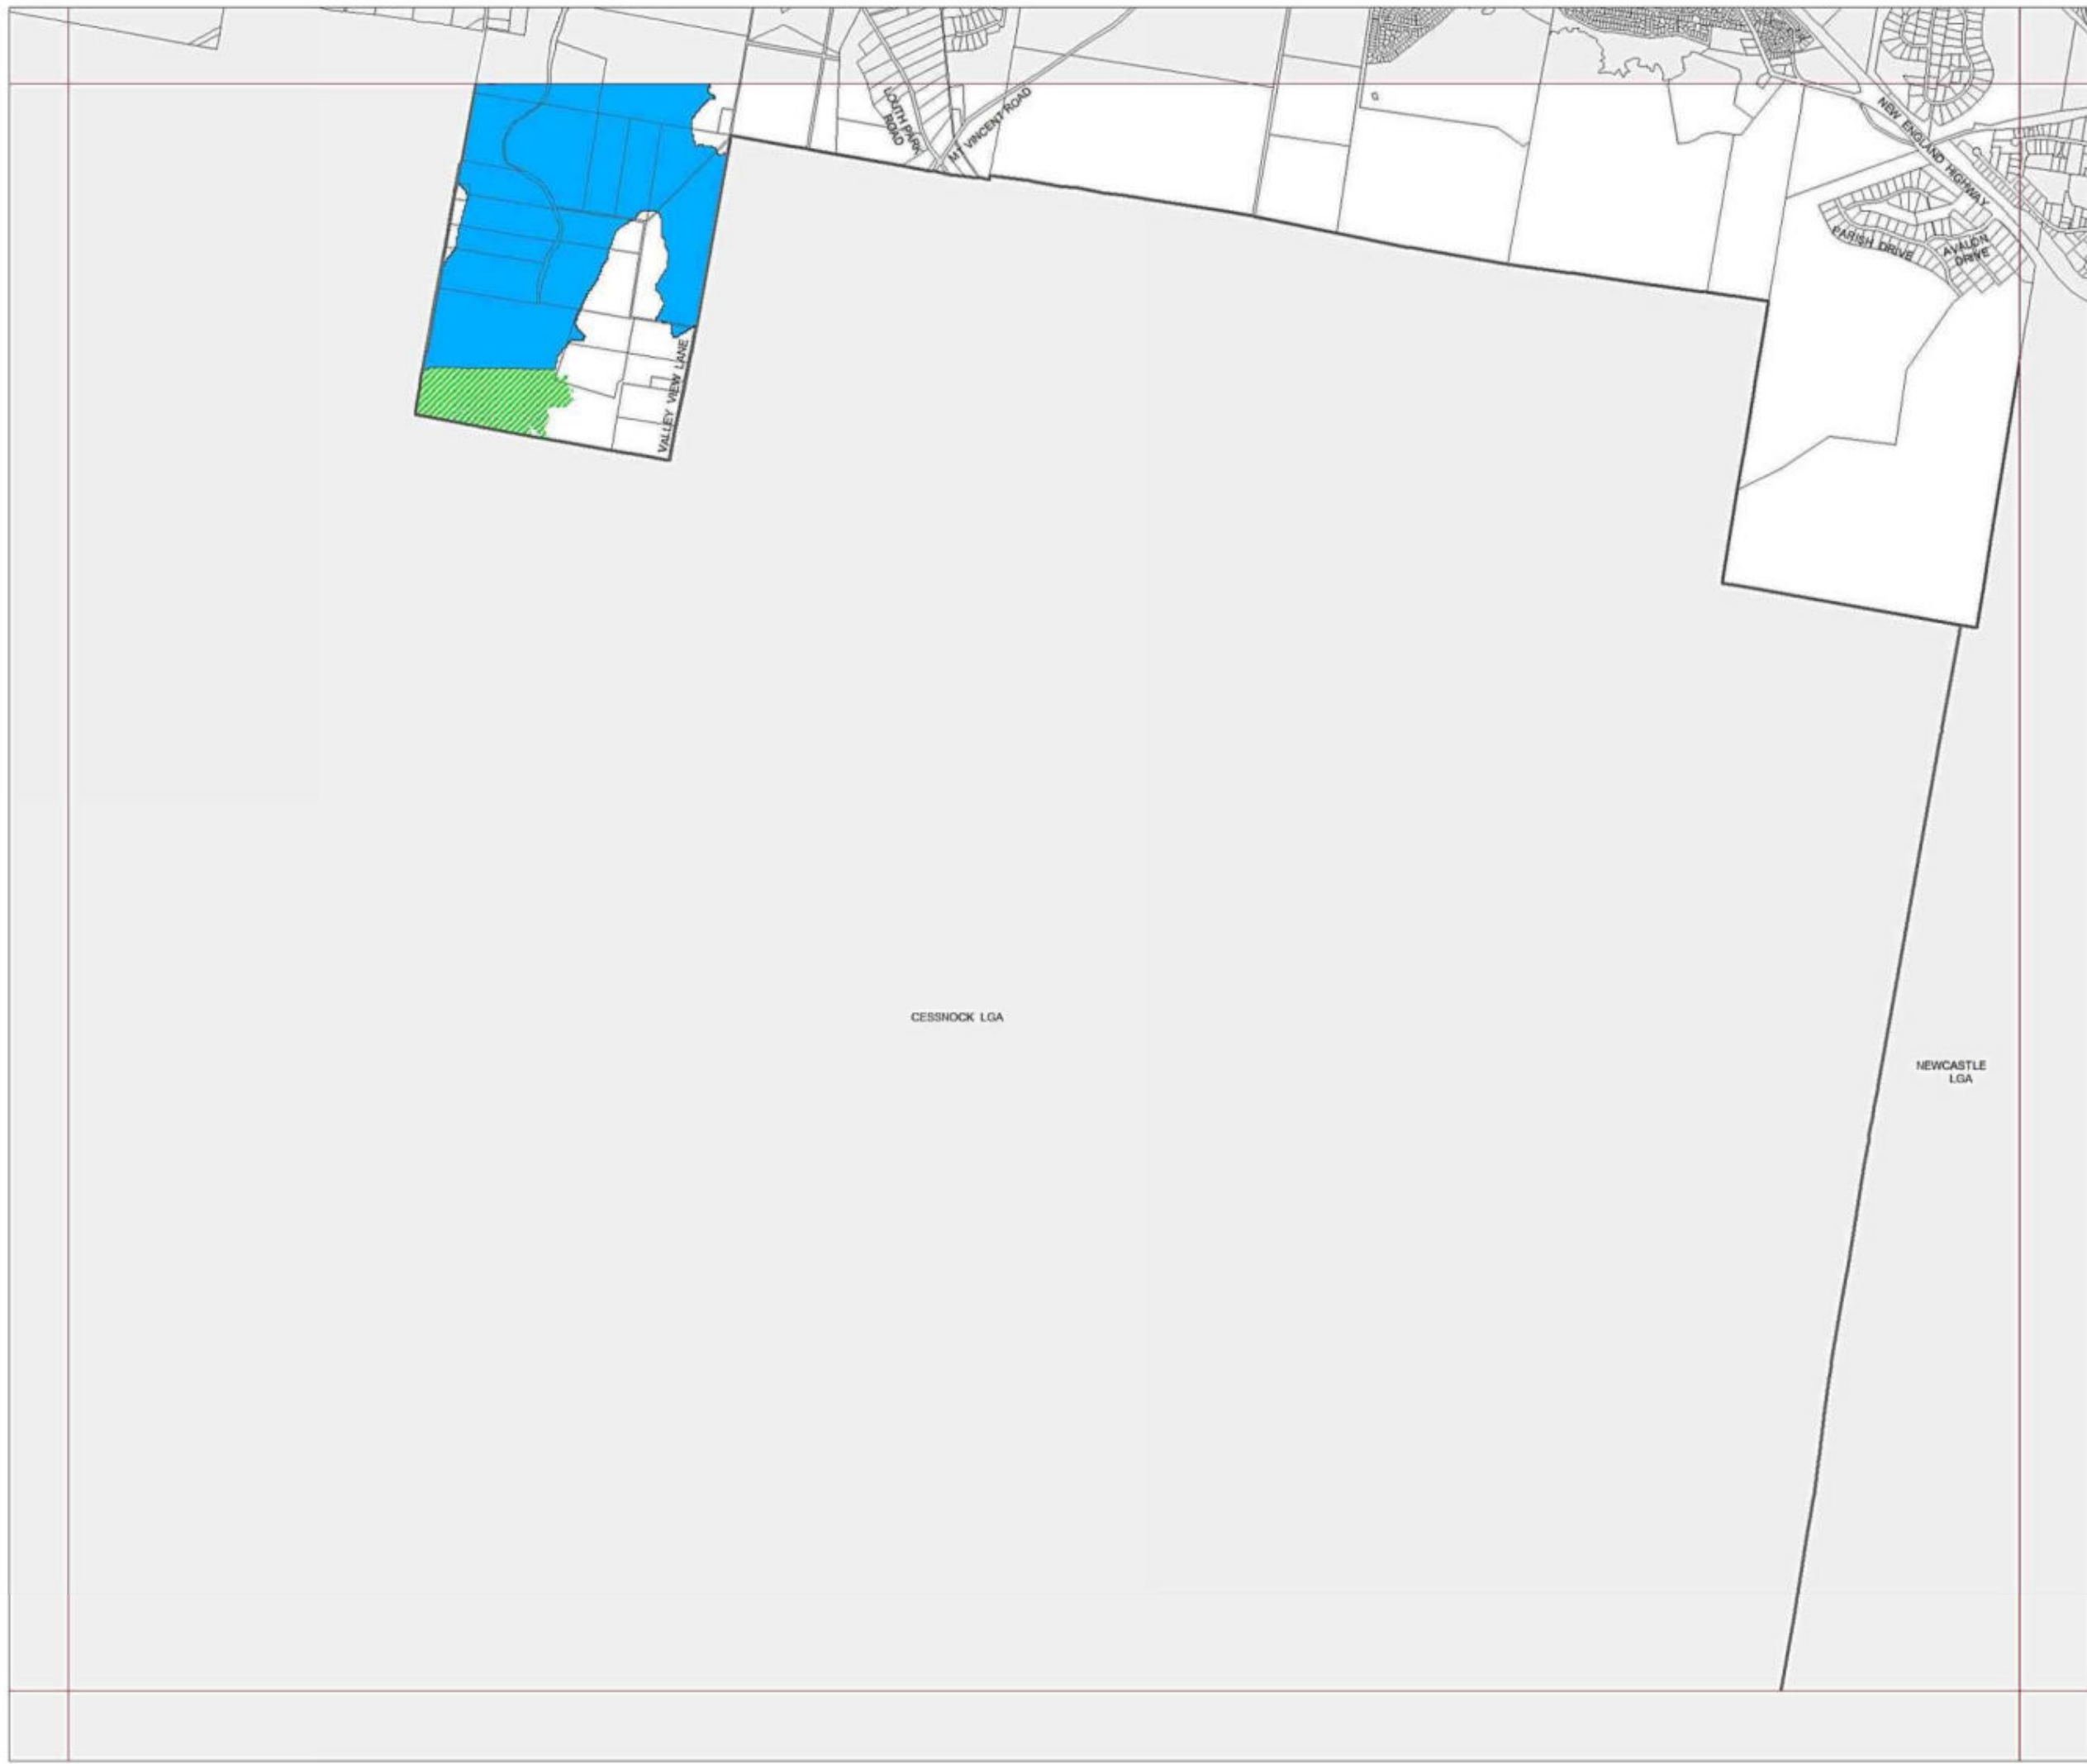 LOUTH PARK
ROAD
MT VINCENT ROAD
NEW ENGLAND HIGHWAY
PARISH DRIVE
AVALON
DRIVE
VALLEY VIEW LANE
CESSNOCK LGA
NEWCASTLE
LGA